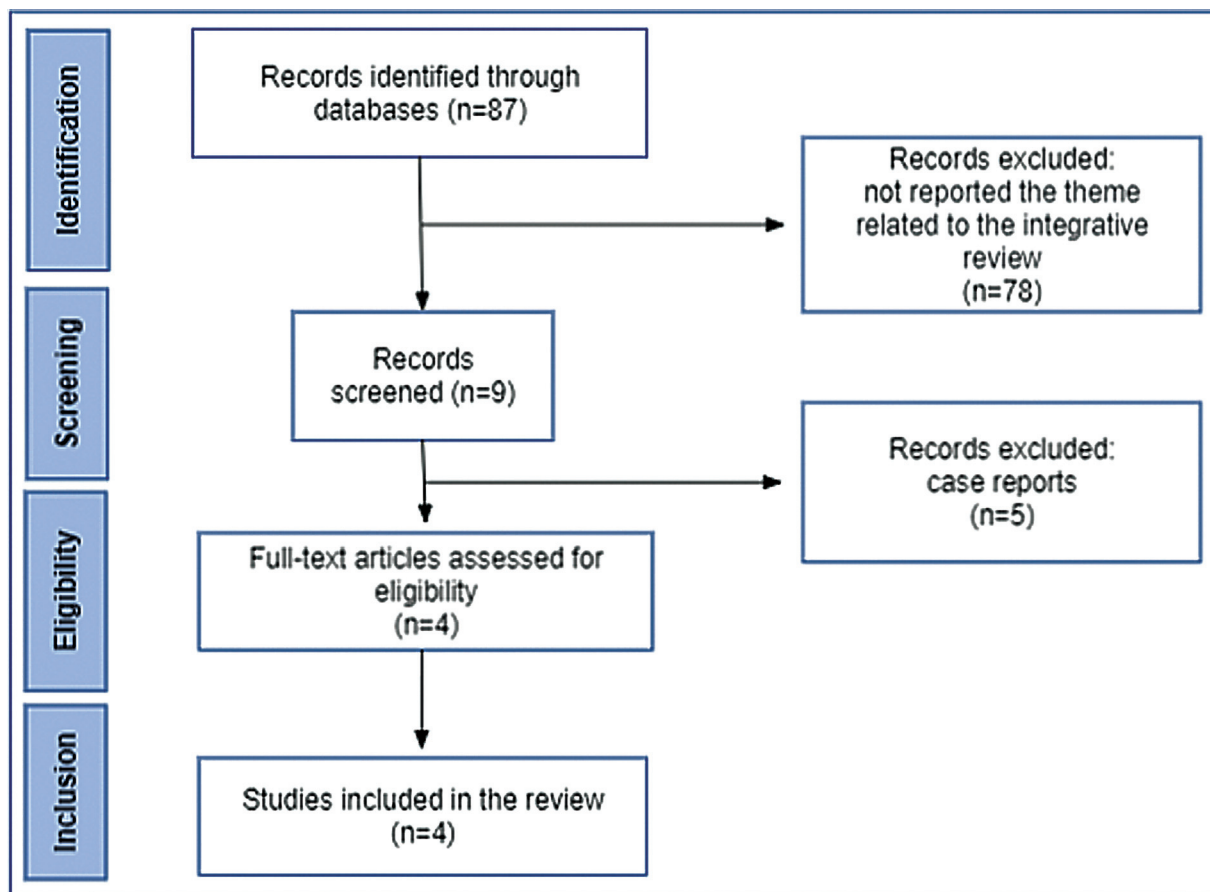 Identification
Records identified through
databases (n=87)
Records excluded:
not reported the theme
related to the integrative
review
(n=78)
Screening
Records
screened (n=9)
Records excluded:
case reports
(n=5)
Eligibility
Full-text articles assessed for
eligibility
(n=4)
Inclusion
Studies included in the review
(n=4)